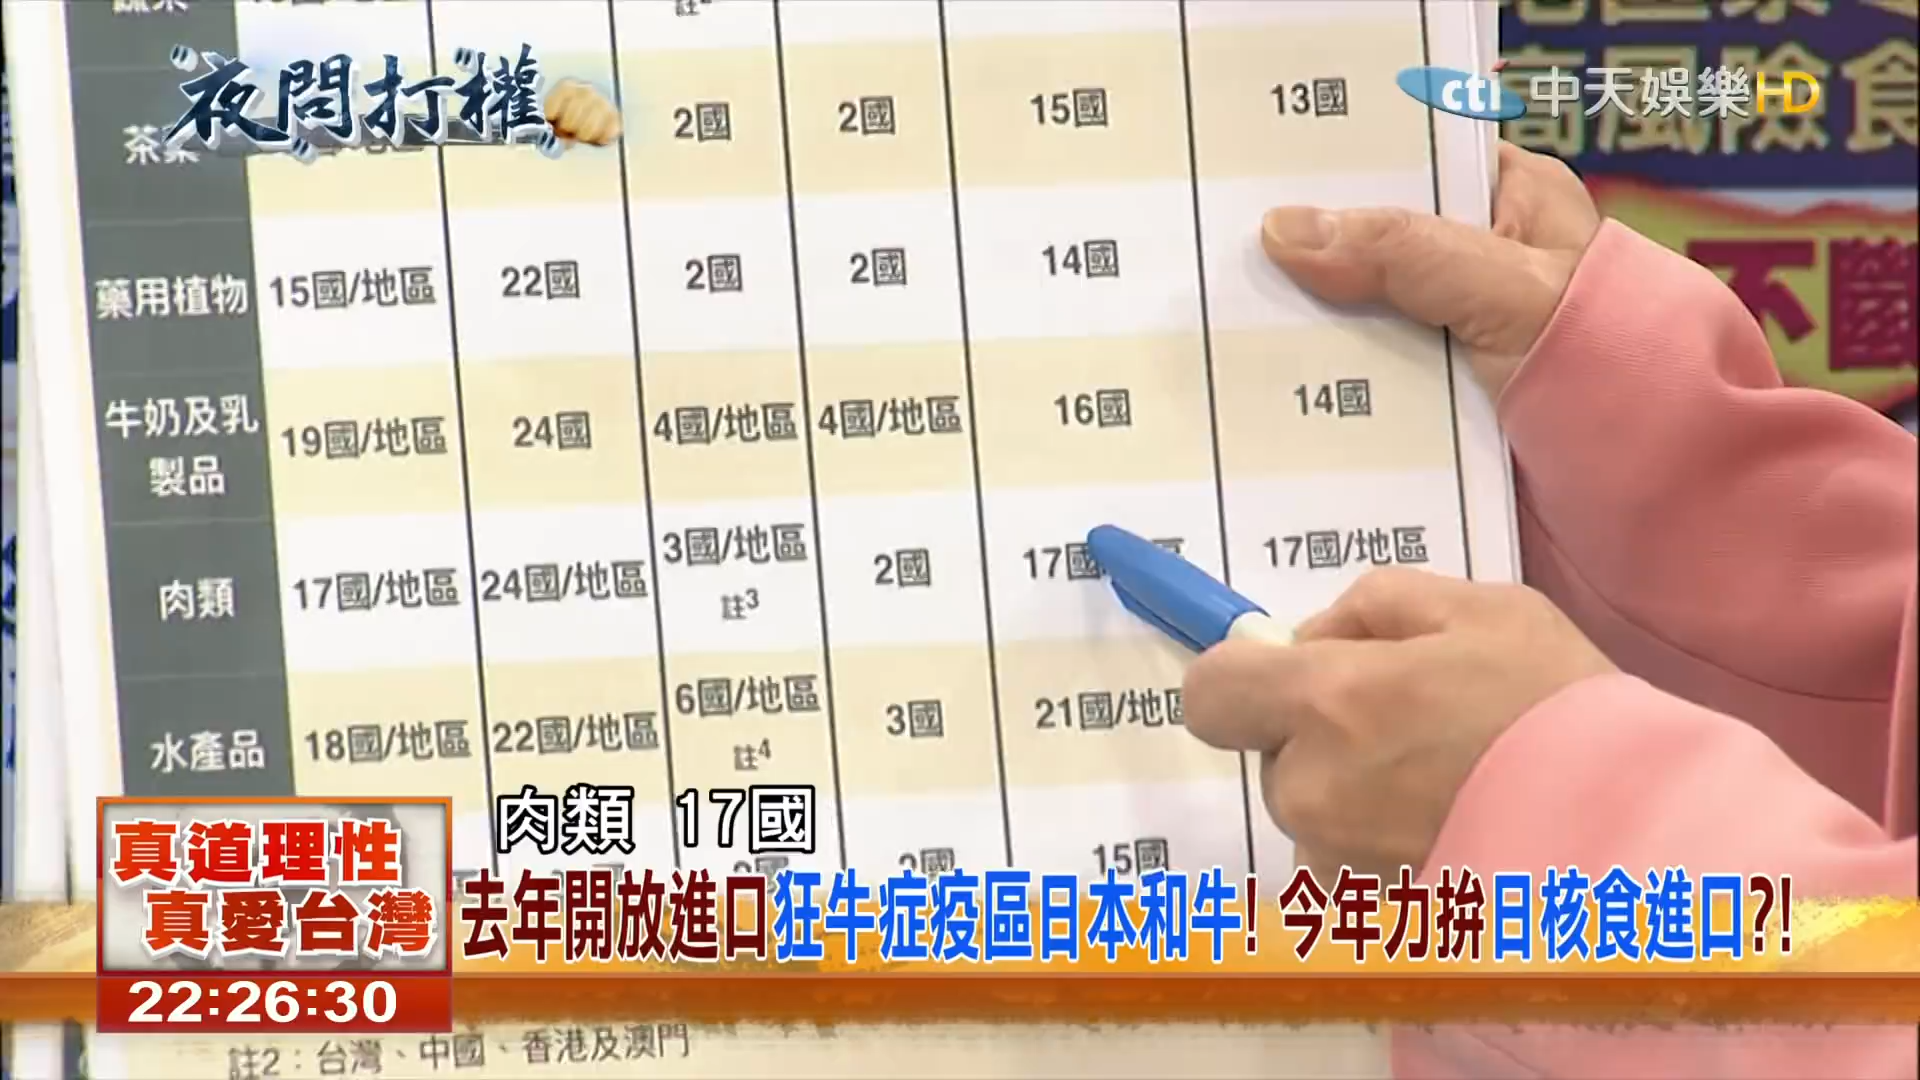 "夜問打權"
cti 中天娛樂HD
2國 2國 15國 13國
藥用植物 15國/地區 22國 2國 2國 14國
牛奶及乳
製品 19國/地區 24國 4國/地區 4國/地區 16國 14國
肉類 17國/地區 24國/地區 3國/地區 2國 17國 17國/地區
註3
水產品 18國/地區 22國/地區 6國/地區 3國 21國/地區
註4
15國
高風險食
不斷
肉類 17國
真道理性
真愛台灣
去年開放進口狂牛症疫區日本和牛! 今年力拚日核食進口?!
22:26:30
註2：台灣、中國、香港及澳門